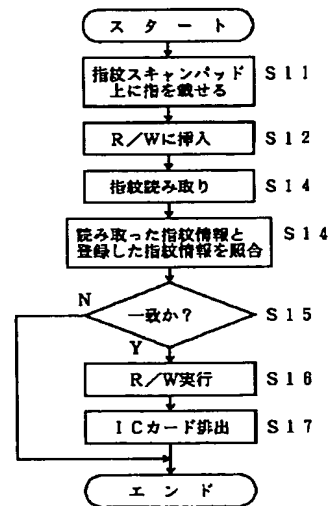 スタート
指紋スキャンパッド
上に指を載せる
S11
R/Wに挿入
S12
指紋読み取り
S14
読み取った指紋情報と
登録した指紋情報を照合
S14
N
一致か?
S15
Y
R/W実行
S16
ICカード排出
S17
エンド